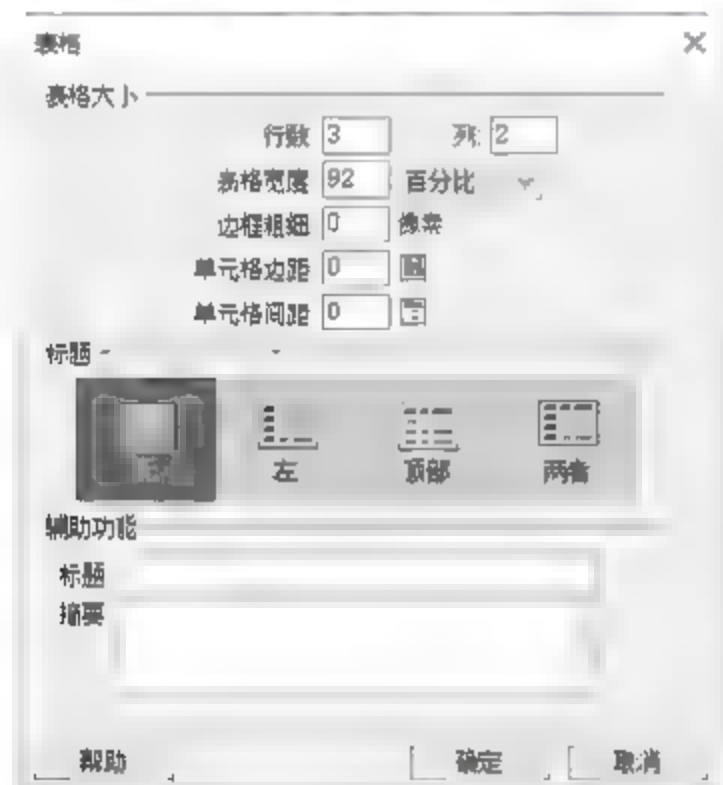 表格
表格大小
行数 3 列: 2
表格宽度 92 百分比
边框粗细 0 像素
单元格边距 0
单元格间距 0
标题
左 顶部 两者
辅助功能
标题
摘要
帮助 确定 取消